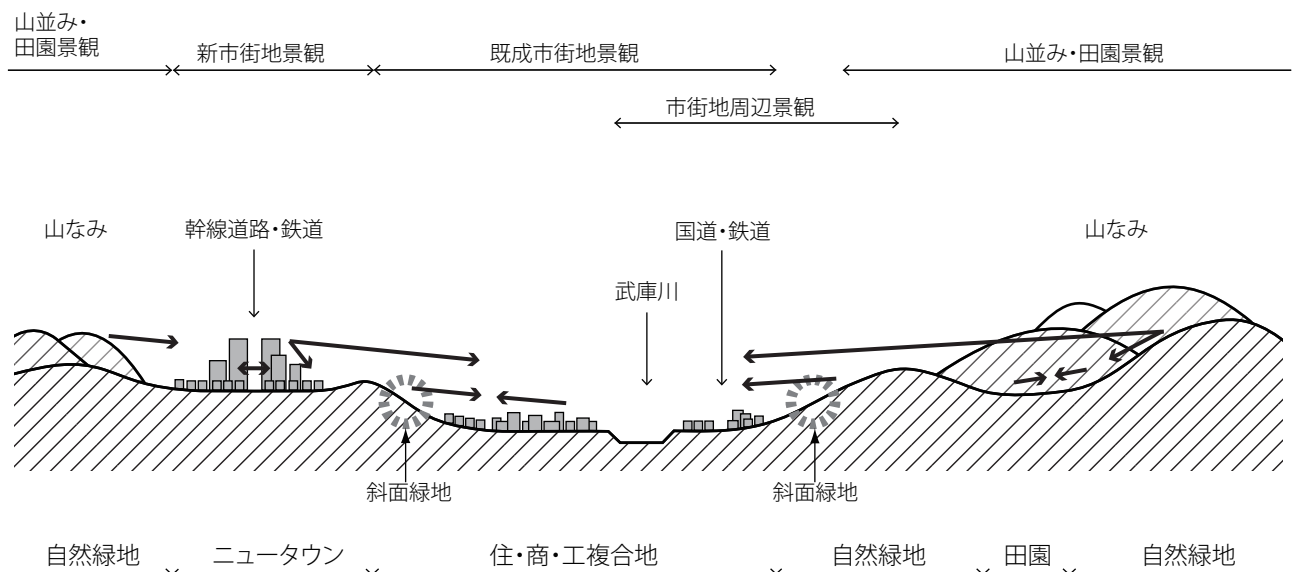 山並み・
田園景観
新市街地景観
既成市街地景観
山並み・田園景観
市街地周辺景観
山なみ
幹線道路・鉄道
国道・鉄道
山なみ
武庫川
斜面緑地
斜面緑地
自然緑地
ニュータウン
住・商・工複合地
自然緑地
田園
自然緑地